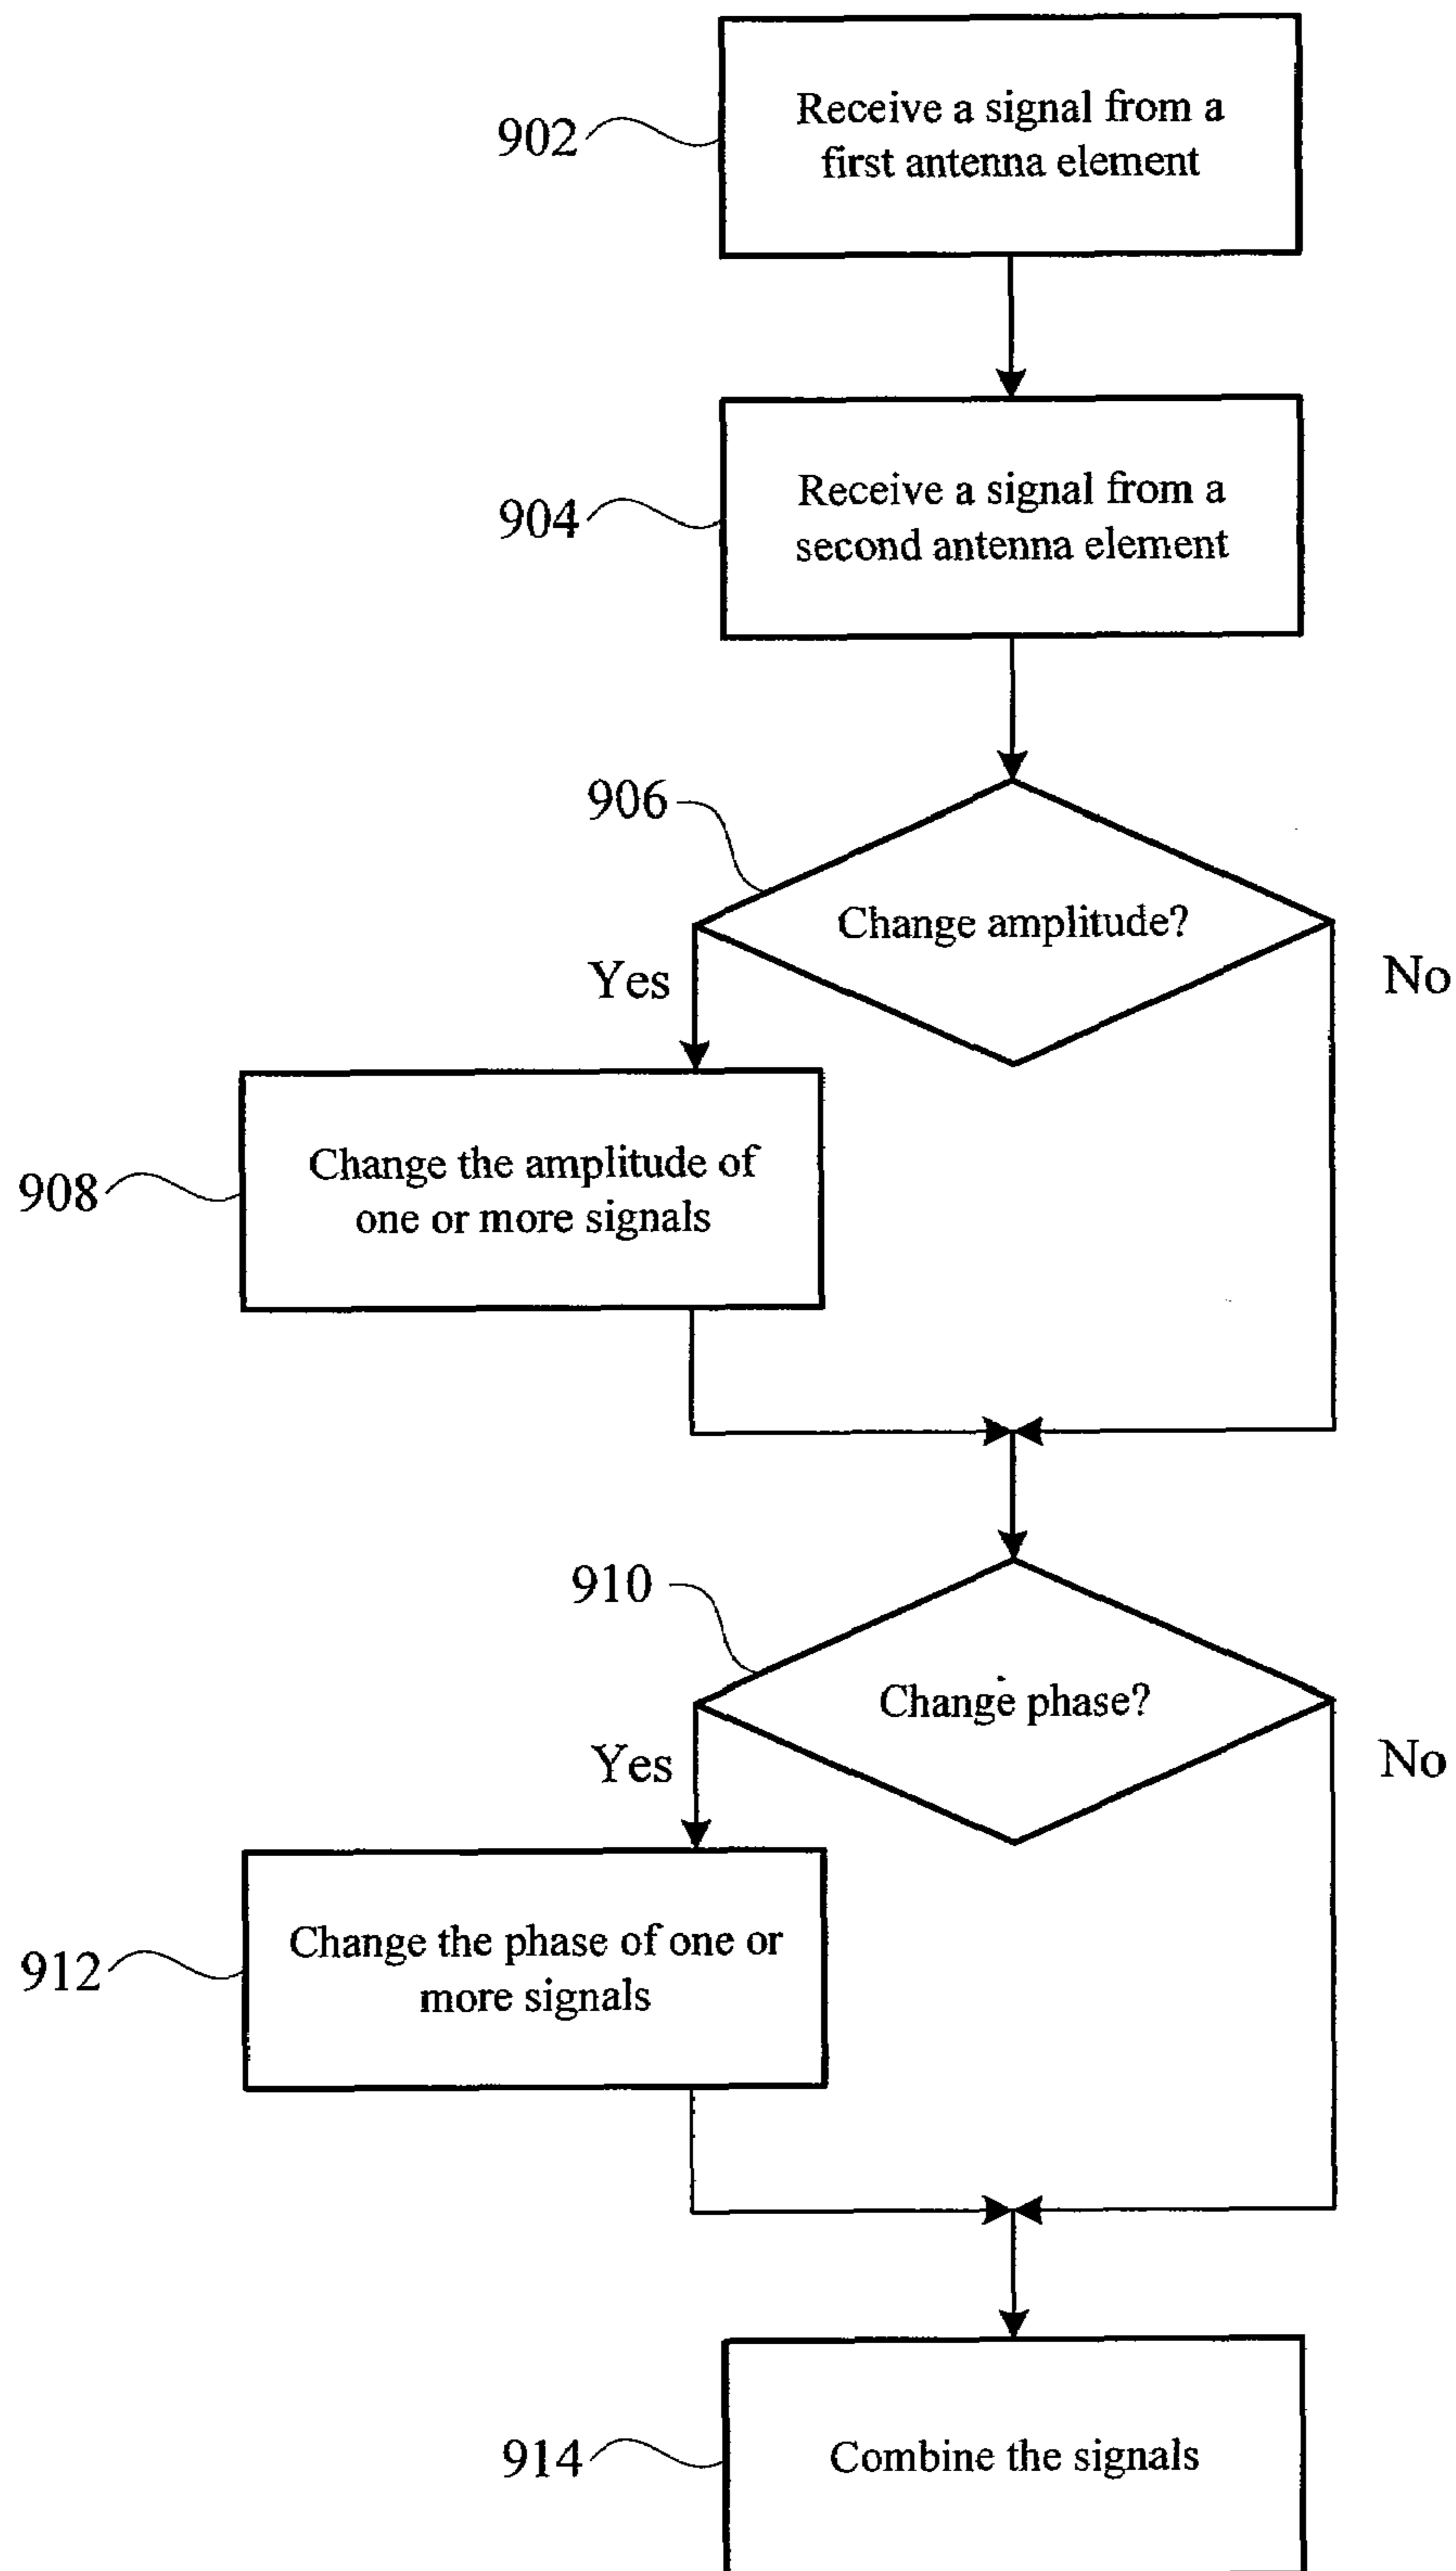 902
Receive a signal from a
first antenna element
904
Receive a signal from a
second antenna element
906
Change amplitude?
Yes
No
908
Change the amplitude of
one or more signals
910
Change phase?
Yes
No
912
Change the phase of one or
more signals
914
Combine the signals